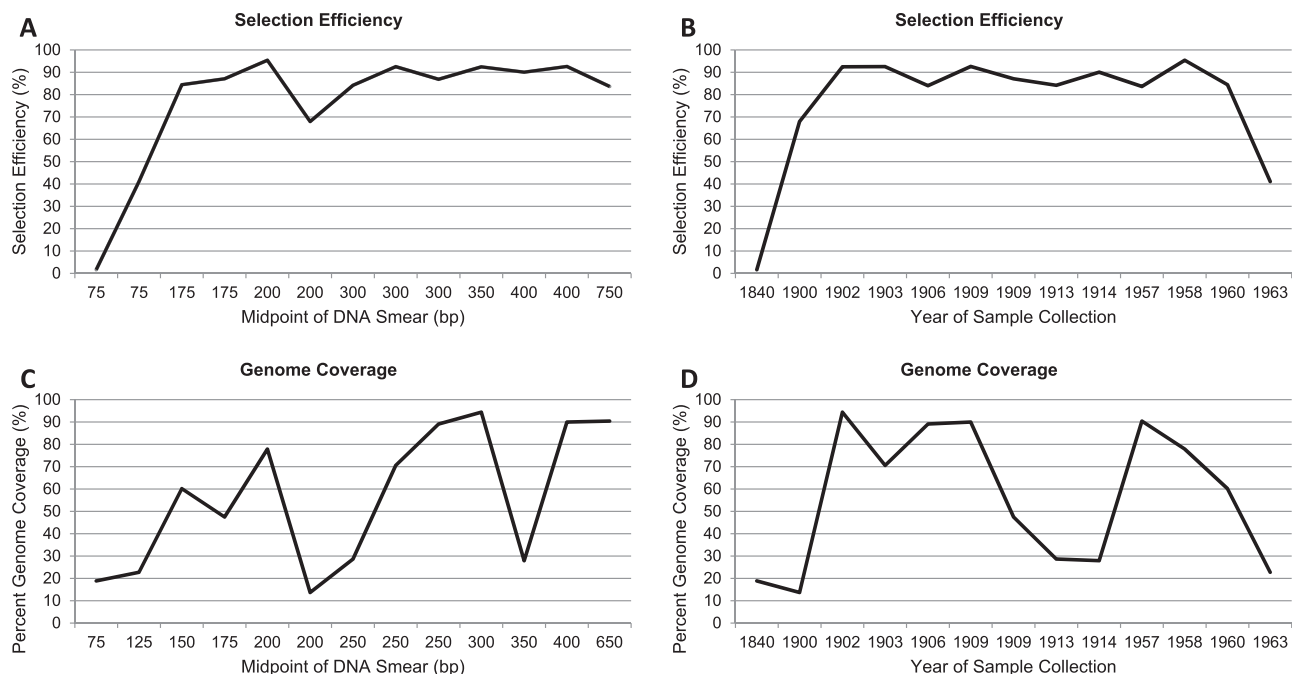 A
Selection Efficiency
Selection Efficiency (%)
100
90
80
70
60
50
40
30
20
10
0
75 75 175 175 200 200 300 300 300 350 400 400 750
Midpoint of DNA Smear (bp)
B
Selection Efficiency
Selection Efficiency (%)
100
90
80
70
60
50
40
30
20
10
0
1840 1900 1902 1903 1906 1909 1909 1913 1914 1957 1958 1960 1963
Year of Sample Collection
C
Genome Coverage
Percent Genome Coverage (%)
100
90
80
70
60
50
40
30
20
10
0
75 125 150 175 200 200 250 250 250 300 350 400 650
Midpoint of DNA Smear (bp)
D
Genome Coverage
Percent Genome Coverage (%)
100
90
80
70
60
50
40
30
20
10
0
1840 1900 1902 1903 1906 1909 1909 1913 1914 1957 1958 1960 1963
Year of Sample Collection